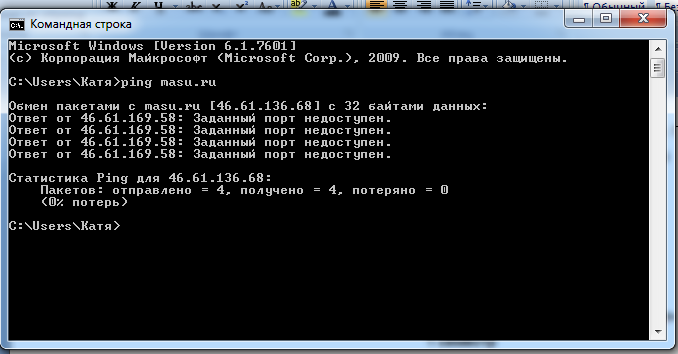 Командная строка
Microsoft Windows [Version 6.1.7601]
(c) Корпорация Майкрософт (Microsoft Corp.), 2009. Все права защищены.
C:\Users\Катя>ping masu.ru
Обмен пакетами с masu.ru [46.61.136.68] с 32 байтами данных:
Ответ от 46.61.169.58: Заданный порт недоступен.
Ответ от 46.61.169.58: Заданный порт недоступен.
Ответ от 46.61.169.58: Заданный порт недоступен.
Ответ от 46.61.169.58: Заданный порт недоступен.
Статистика Ping для 46.61.136.68:
Пакетов: отправлено = 4, получено = 4, потеряно = 0
(0% потерь)
C:\Users\Катя>